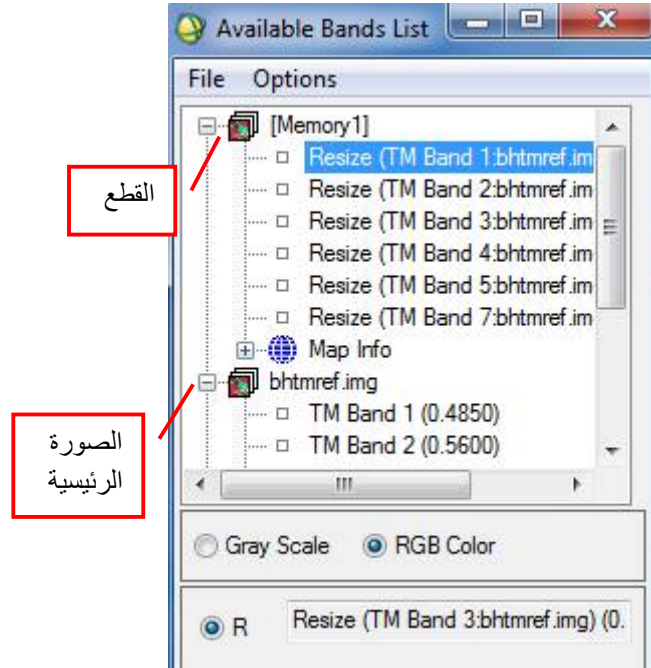 Available Bands List
File Options
[Memory1]
Resize (TM Band 1:bhtmref.im
القطع
Resize (TM Band 2:bhtmref.im
Resize (TM Band 3:bhtmref.im
Resize (TM Band 4:bhtmref.im
Resize (TM Band 5:bhtmref.im
Resize (TM Band 7:bhtmref.im
Map Info
bhtmref.img
TM Band 1 (0.4850)
TM Band 2 (0.5600)
الصورة
الرئيسية
Gray Scale RGB Color
R Resize (TM Band 3:bhtmref.img) (0.